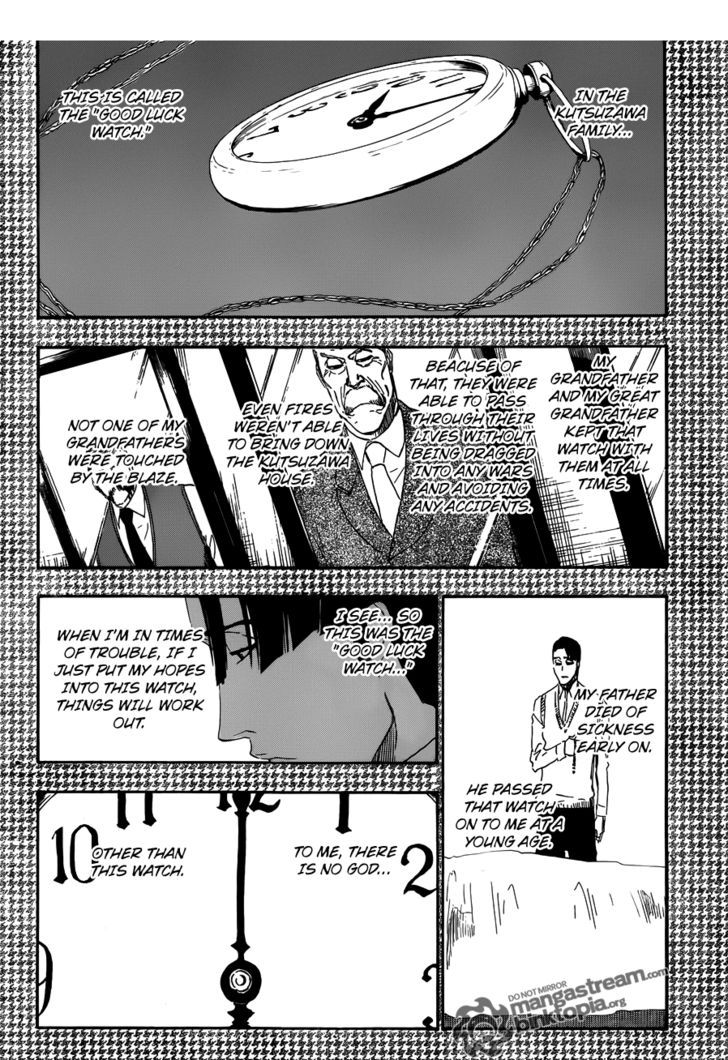 IN THE
KUTSUZAWA
FAMILY...
THIS IS CALLED
THE "GOOD LUCK
WATCH."
MY
GRANDFATHER
AND MY GREAT
GRANDFATHER
KEPT THAT
WATCH WITH
THEM AT ALL
TIMES.
BEACUSE OF
THAT, THEY WERE
ABLE TO PASS
THROUGH THEIR
LIVES WITHOUT
BEING DRAGGED
INTO ANY WARS
AND AVOIDING
ANY ACCIDENTS.
EVEN FIRES
WEREN'T ABLE
TO BRING DOWN
THE KUTSUZAWA
HOUSE.
NOT ONE OF MY
GRANDFATHERS
WERE TOUCHED
BY THE BLAZE.
MY FATHER
DIED OF
SICKNESS
EARLY ON.
HE PASSED
THAT WATCH
ON TO ME AT A
YOUNG AGE.
I SEE... SO
THIS WAS THE
"GOOD LUCK
WATCH..."
WHEN I'M IN TIMES
OF TROUBLE, IF I
JUST PUT MY HOPES
INTO THIS WATCH,
THINGS WILL WORK
OUT.
TO ME, THERE
IS NO GOD...
OTHER THAN
THIS WATCH.
11 12 1
10
2
9
DO NOT MIRROR
mangastream.com
binktopia.org